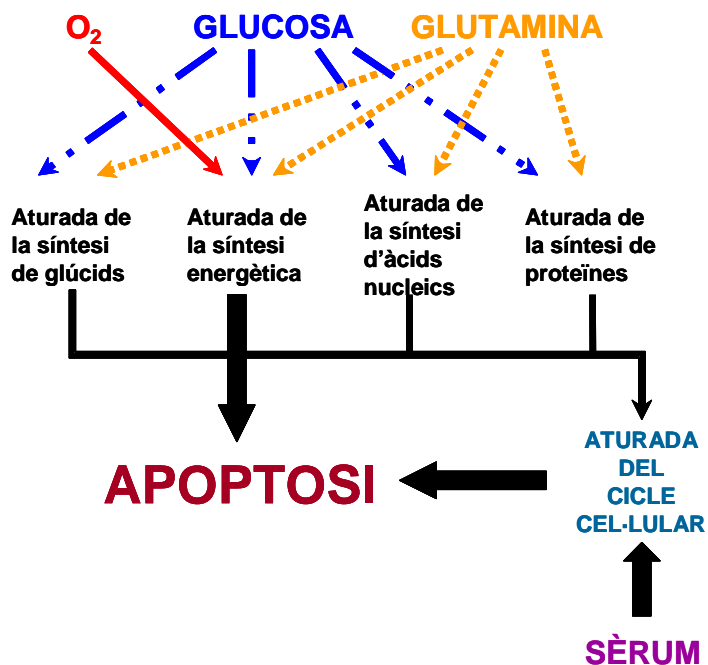 O₂ GLUCOSA GLUTAMINA
Aturada de
la síntesi
de glúcids
Aturada de
la síntesi
energètica
Aturada de
la síntesi
d'àcids
nucleics
Aturada de
la síntesi de
proteïnes
APOPTOSI
ATURADA
DEL
CICLE
CEL·LULAR
SÈRUM